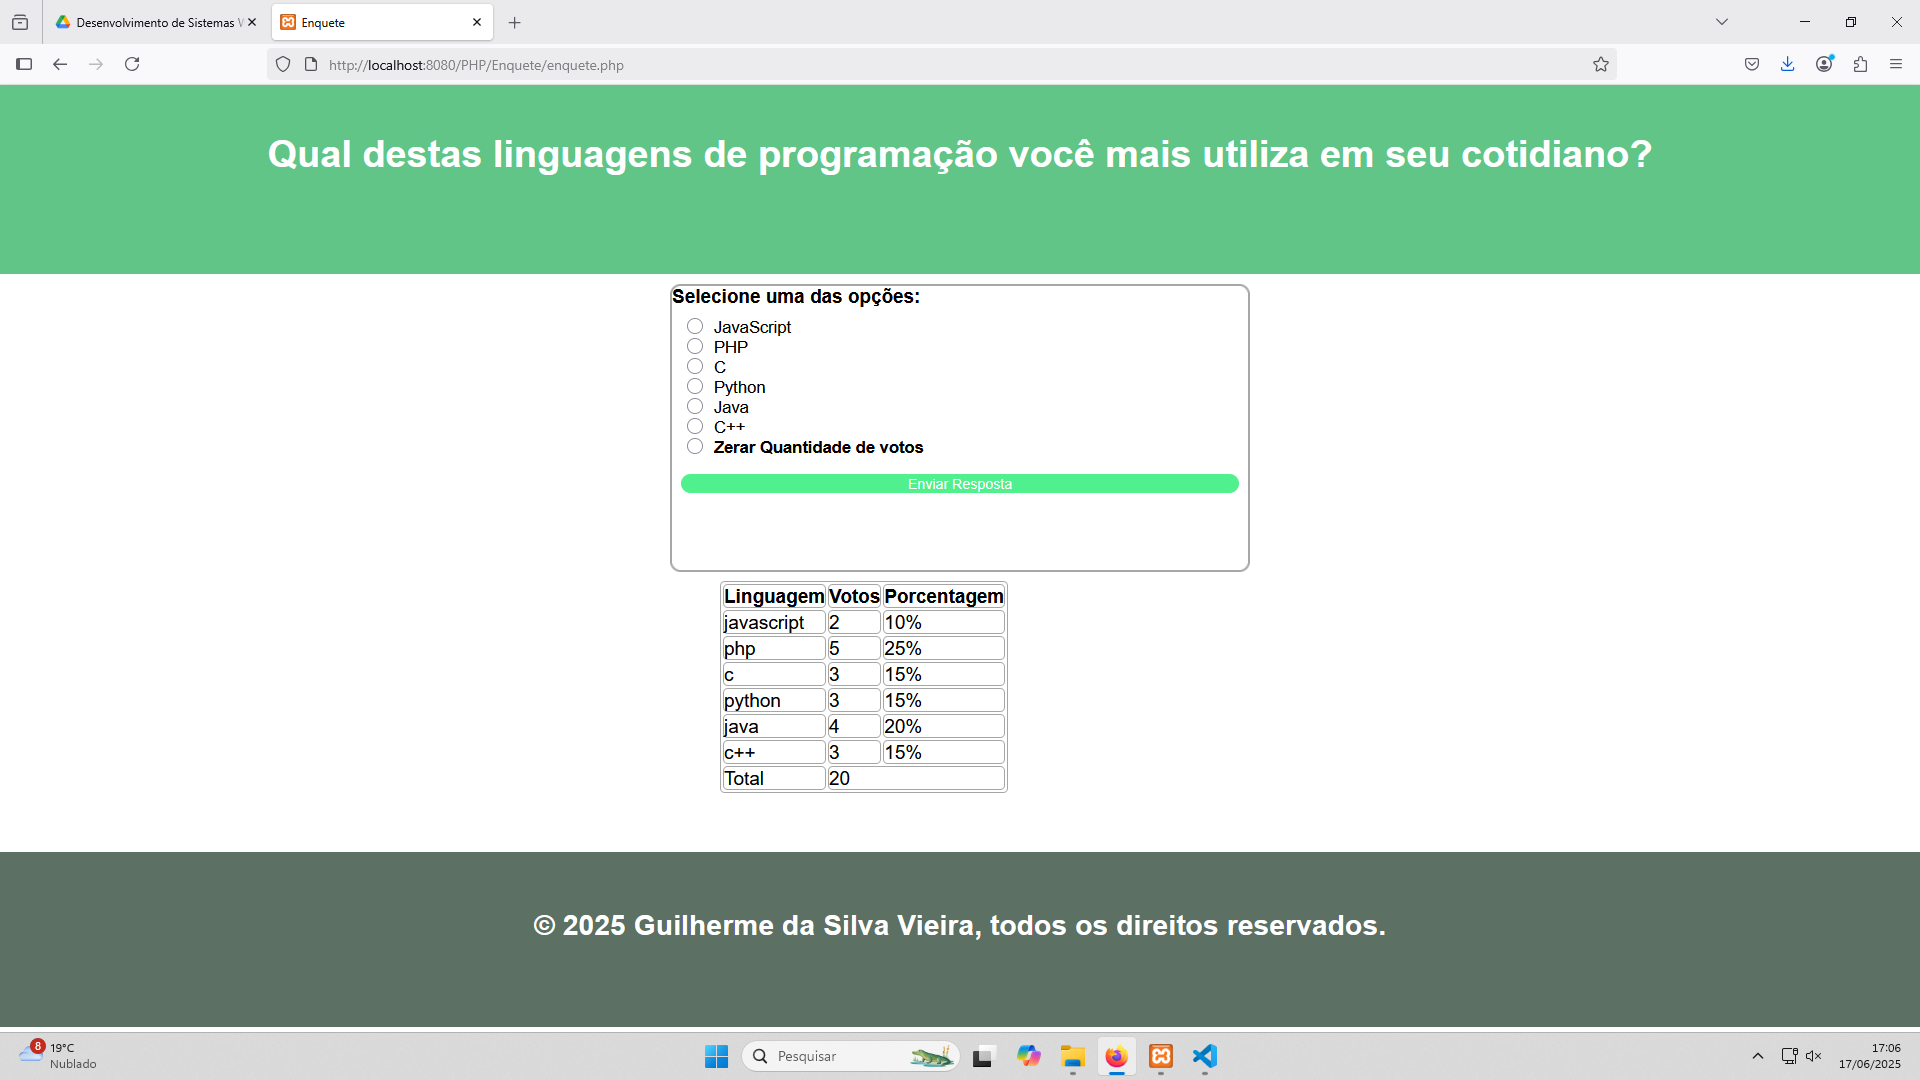 Desenvolvimento de Sistemas
Enquete
http://localhost:8080/PHP/Enquete/enquete.php
Qual destas linguagens de programação você mais utiliza em seu cotidiano?
Selecione uma das opções:
JavaScript
PHP
C
Python
Java
C++
Zerar Quantidade de votos
Enviar Resposta
Linguagem Votos Porcentagem
javascript 2 10%
php 5 25%
c 3 15%
python 3 15%
java 4 20%
c++ 3 15%
Total 20
© 2025 Guilherme da Silva Vieira, todos os direitos reservados.
8
19°C
Nublado
Pesquisar
17:06
17/06/2025